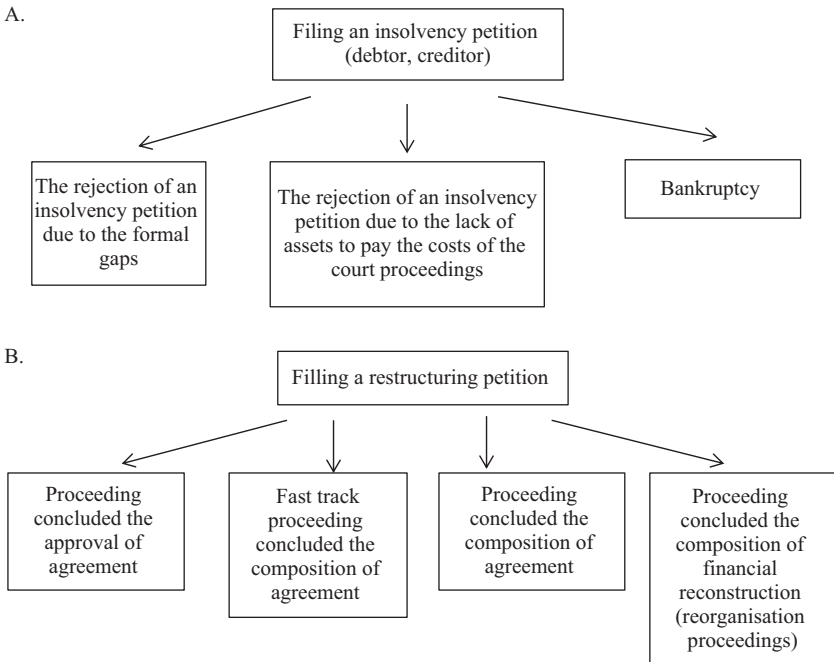 A.
Filing an insolvency petition
(debtor, creditor)
The rejection of an
insolvency petition
due to the formal
gaps
The rejection of an insolvency
petition due to the lack of
assets to pay the costs of the
court proceedings
Bankruptcy
B.
Filling a restructuring petition
Proceeding
concluded the
approval of
agreement
Fast track
proceeding
concluded the
composition of
agreement
Proceeding
concluded the
composition of
agreement
Proceeding
concluded the
composition of
financial
reconstruction
(reorganisation
proceedings)